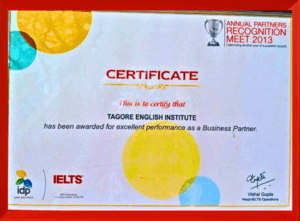 ANNUAL PARTNERS
RECOGNITION
MEET 2013
CERTIFICATE
This is to certify that
TAGORE ENGLISH INSTITUTE
has been awarded for excellent performance as a Business Partner.
idp
IELTS
Vishal Gupta
Head-IELTS Operations